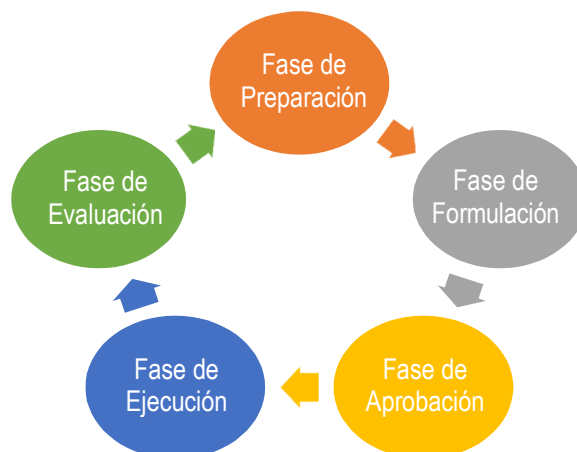 Fase de
Preparación
Fase de
Formulación
Fase de
Aprobación
Fase de
Ejecución
Fase de
Evaluación